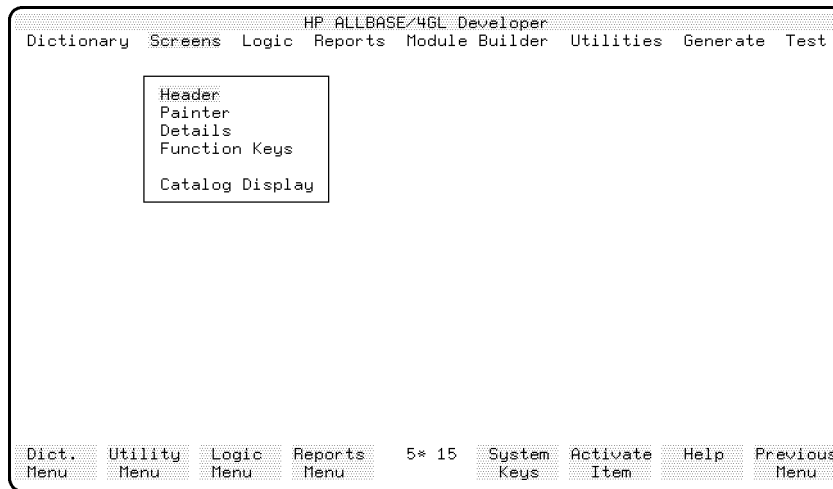 HP ALLBASE/4GL Developer
Dictionary Screens Logic Reports Module Builder Utilities Generate Test
Header
Painter
Details
Function Keys
Catalog Display
Dict. Utility Logic Reports 5* 15 System Activate Help Previous
Menu Menu Menu Menu Keys Item Menu